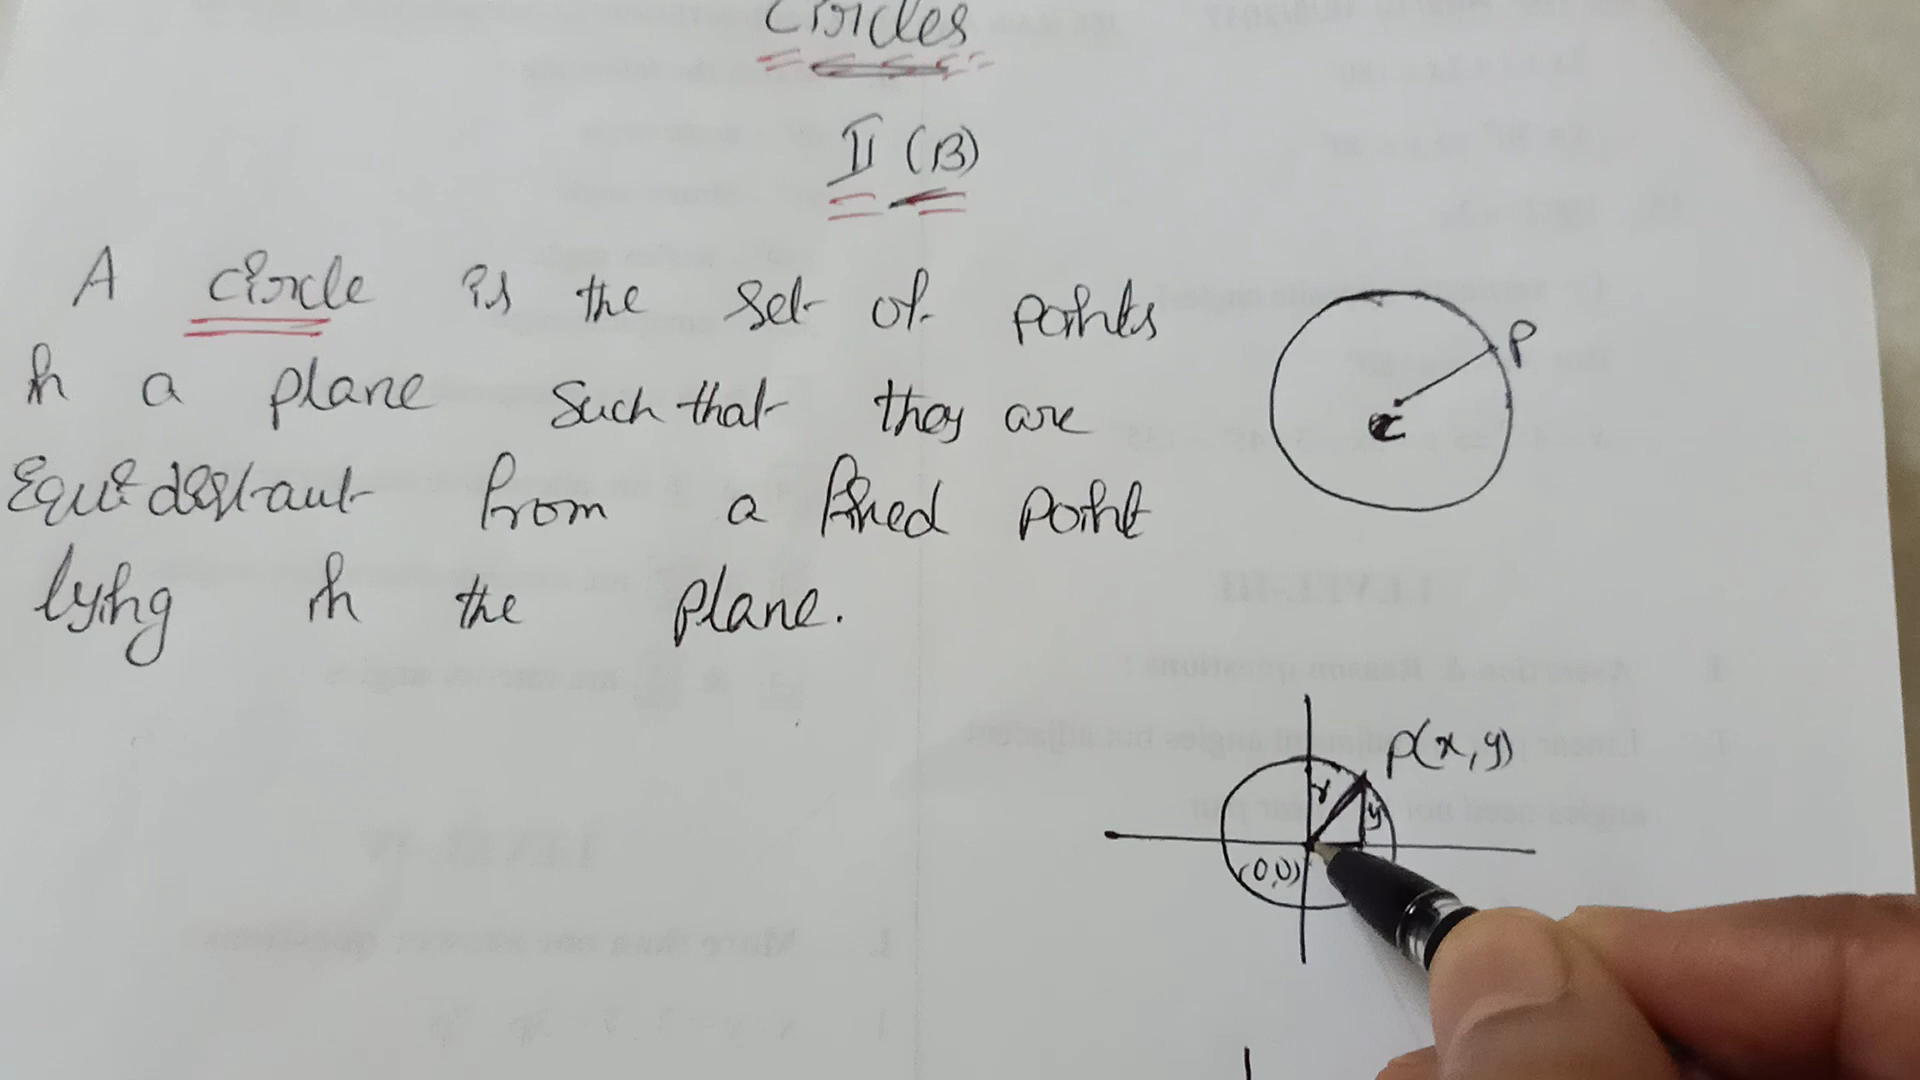 Circles
II (B)
A circle is the set of points
in a plane such that they are
Equidistant from a fixed point
lying in the plane.
P
c
P(x,y)
r
y
(0,0)